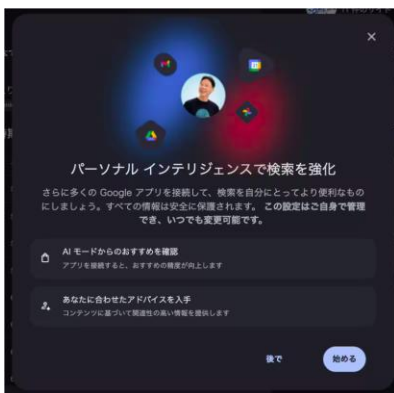 パーソナル インテリジェンスで検索を強化
さらに多くの Google アプリを接続して、検索を自分にとってより便利なもの
にしましょう。すべての情報は安全に保護されます。この設定はご自身で管理
でき、いつでも変更可能です。
AI モードからのおすすめを確認
アプリを接続すると、おすすめの精度が向上します
あなたに合わせたアドバイスを入手
コンテンツに基づいて関連性の高い情報を提供します
後で
始める